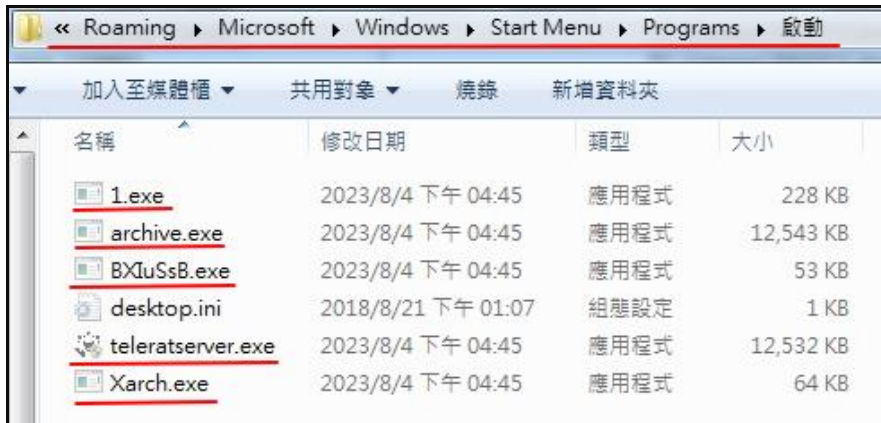 « Roaming ▸ Microsoft ▸ Windows ▸ Start Menu ▸ Programs ▸ 啟動
加入至媒體櫃 ▼ 共用對象 ▼ 燒錄 新增資料夾
名稱 修改日期 類型 大小
1.exe 2023/8/4 下午 04:45 應用程式 228 KB
archive.exe 2023/8/4 下午 04:45 應用程式 12,543 KB
BXIuSsB.exe 2023/8/4 下午 04:45 應用程式 53 KB
desktop.ini 2018/8/21 下午 01:07 組態設定 1 KB
teleratserver.exe 2023/8/4 下午 04:45 應用程式 12,532 KB
Xarch.exe 2023/8/4 下午 04:45 應用程式 64 KB